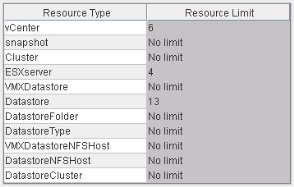 Resource Type Resource Limit
vCenter 6
snapshot No limit
Cluster No limit
ESXserver 4
VMXDatastore No limit
Datastore 13
DatastoreFolder No limit
DatastoreType No limit
VMXDatastoreNFSHost No limit
DatastoreNFSHost No limit
DatastoreCluster No limit